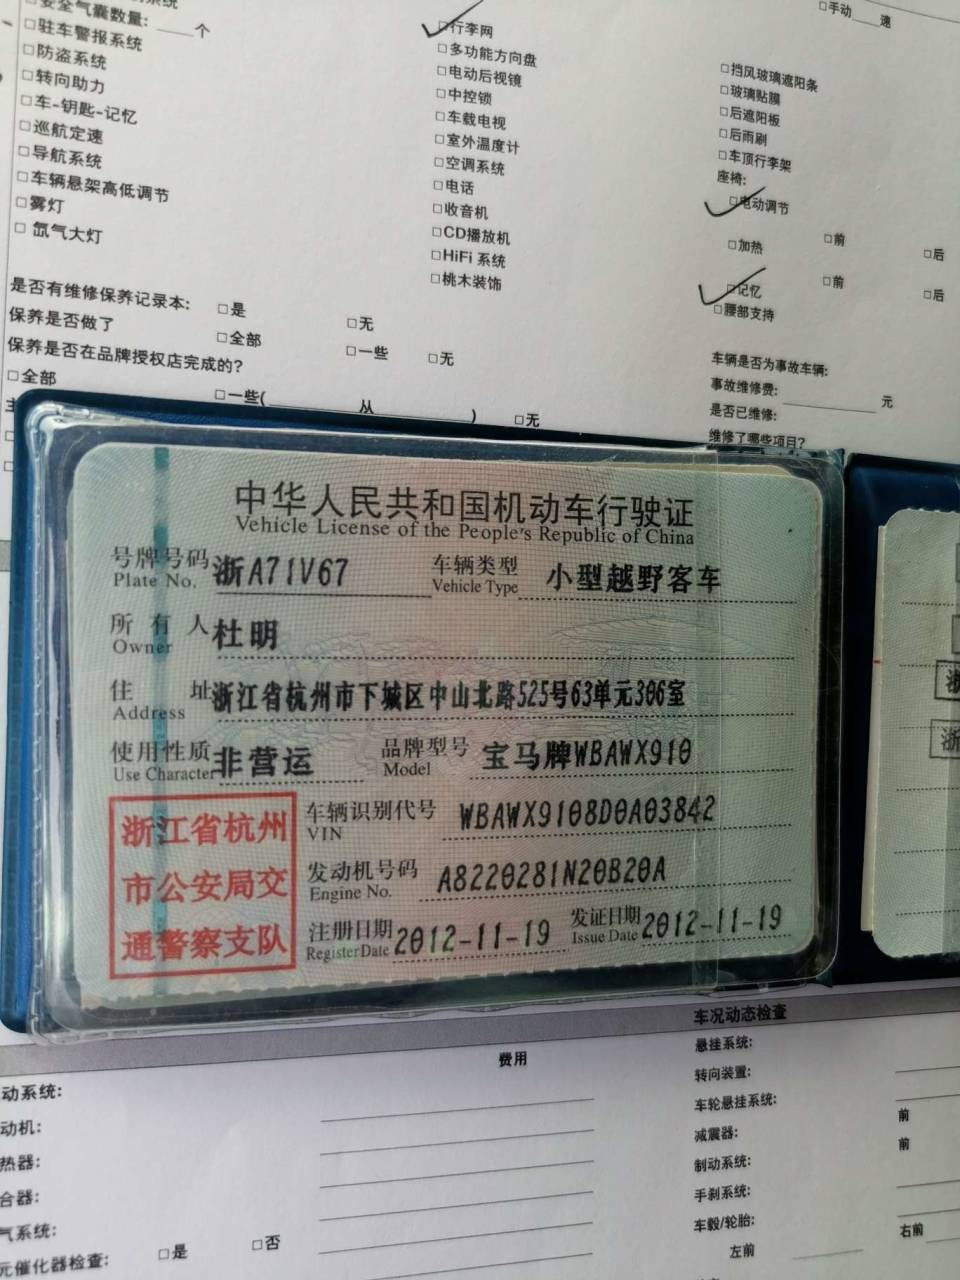 □安全气囊数量: ____个
□驻车警报系统
□防盗系统
□转向助力
□车-钥匙-记忆
□巡航定速
□导航系统
□车辆悬架高低调节
□雾灯
□氙气大灯
□行李网
□多功能方向盘
□电动后视镜
□中控锁
□车载电视
□室外温度计
□空调系统
□电话
□收音机
□CD播放机
□HiFi 系统
□桃木装饰
□手动____速
□挡风玻璃遮阳条
□玻璃贴膜
□后遮阳板
□后雨刷
□车顶行李架
座椅:
□电动调节 □前 □后
□加热
□记忆 □前 □后
□腰部支持
是否有维修保养记录本: □是 □无
保养是否做了 □全部 □一些 □无
保养是否在品牌授权店完成的?
□全部 □一些( 从 ) □无
车辆是否为事故车辆:
事故维修费: ________元
是否已维修:
维修了哪些项目?
中华人民共和国机动车行驶证
Vehicle License of the People's Republic of China
号牌号码 浙A71V67 车辆类型 小型越野客车
Plate No. Vehicle Type
所有人 杜明
Owner
住址 浙江省杭州市下城区中山北路525号63单元306室
Address
使用性质 非营运 品牌型号 宝马牌WBAWX910
Use Character Model
浙江省杭州
市公安局交
通警察支队
车辆识别代号 WBAWX9108D0A03842
VIN
发动机号码 A8220281N20B20A
Engine No.
注册日期 2012-11-19 发证日期 2012-11-19
Register Date Issue Date
费用
动系统:
动机:
热器:
合器:
气系统:
元催化器检查: □是 □否
车况动态检查
悬挂系统:
转向装置:
车轮悬挂系统: 前
减震器: 前
制动系统:
手刹系统:
车毂/轮胎:
左前 右前